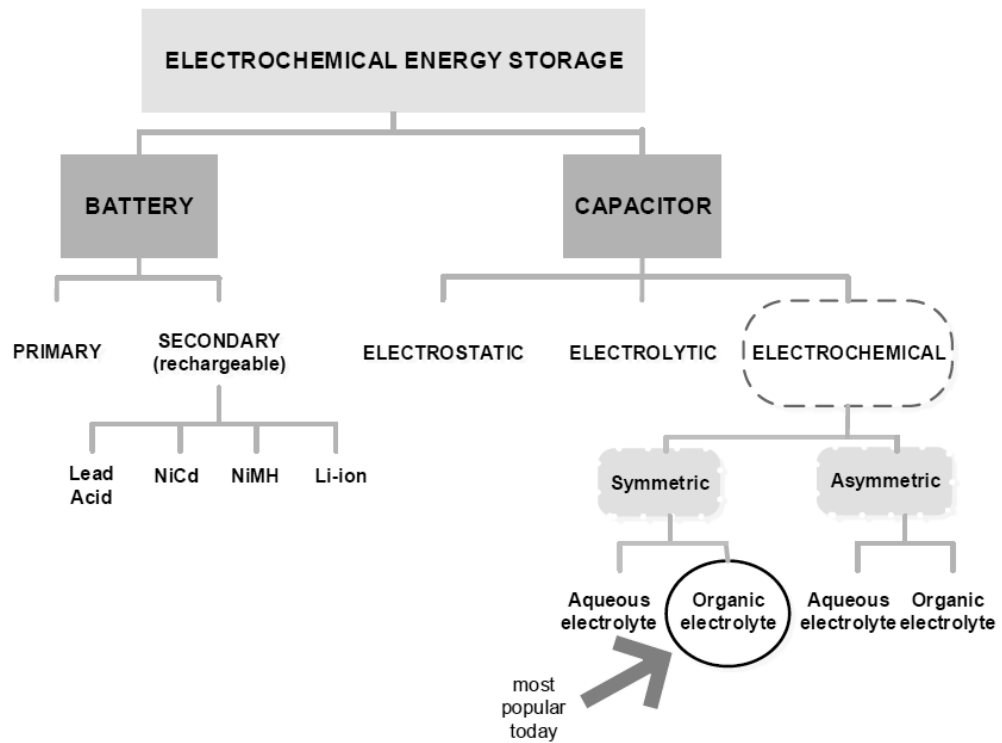 ELECTROCHEMICAL ENERGY STORAGE
BATTERY
CAPACITOR
PRIMARY
SECONDARY
(rechargeable)
ELECTROSTATIC
ELECTROLYTIC
ELECTROCHEMICAL
Lead
Acid
NiCd
NiMH
Li-ion
Symmetric
Asymmetric
Aqueous
electrolyte
Organic
electrolyte
Aqueous
electrolyte
Organic
electrolyte
most
popular
today